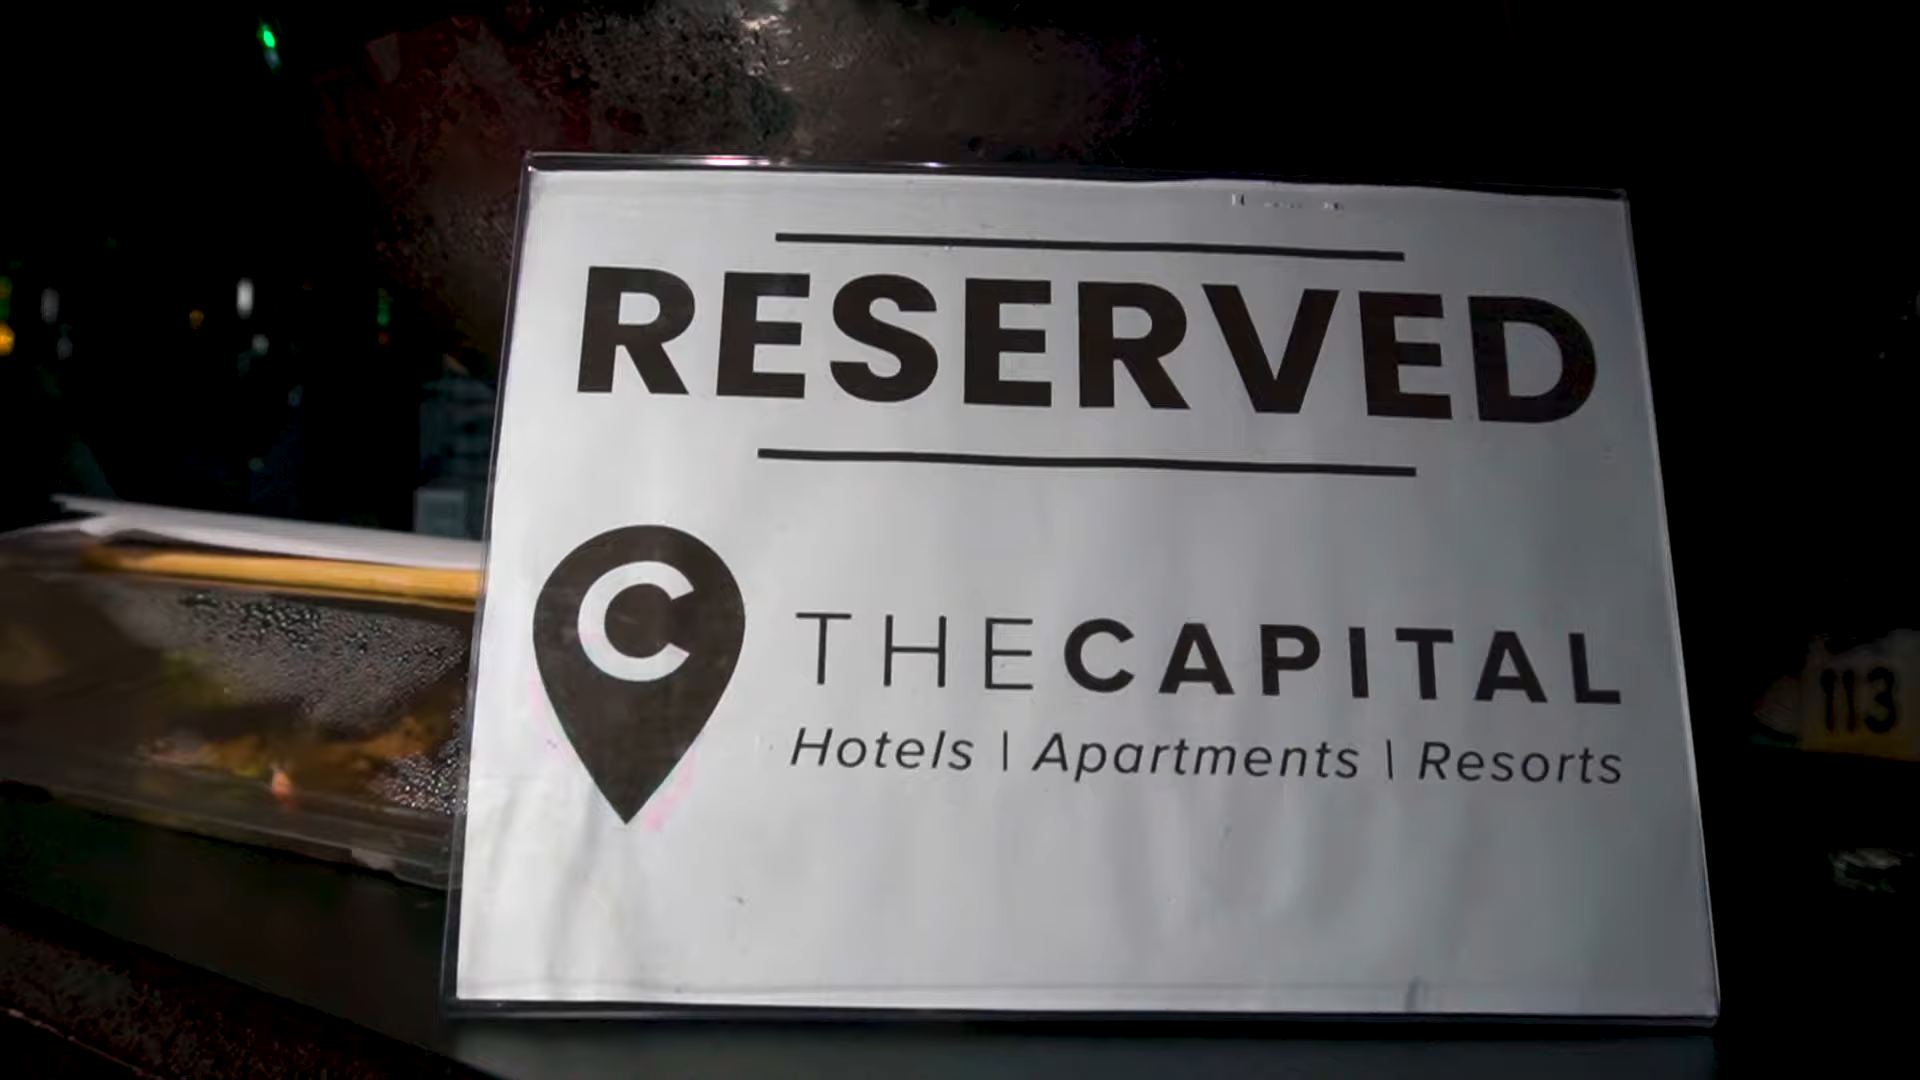 RESERVED
C
THECAPITAL
Hotels | Apartments | Resorts
113